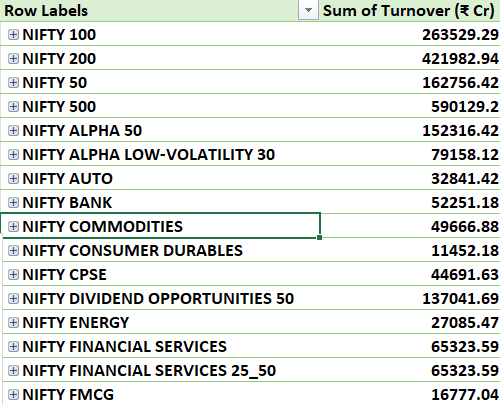 Row Labels Sum of Turnover (₹ Cr)
NIFTY 100 263529.29
NIFTY 200 421982.94
NIFTY 50 162756.42
NIFTY 500 590129.2
NIFTY ALPHA 50 152316.42
NIFTY ALPHA LOW-VOLATILITY 30 79158.12
NIFTY AUTO 32841.42
NIFTY BANK 52251.18
NIFTY COMMODITIES 49666.88
NIFTY CONSUMER DURABLES 11452.18
NIFTY CPSE 44691.63
NIFTY DIVIDEND OPPORTUNITIES 50 137041.69
NIFTY ENERGY 27085.47
NIFTY FINANCIAL SERVICES 65323.59
NIFTY FINANCIAL SERVICES 25_50 65323.59
NIFTY FMCG 16777.04